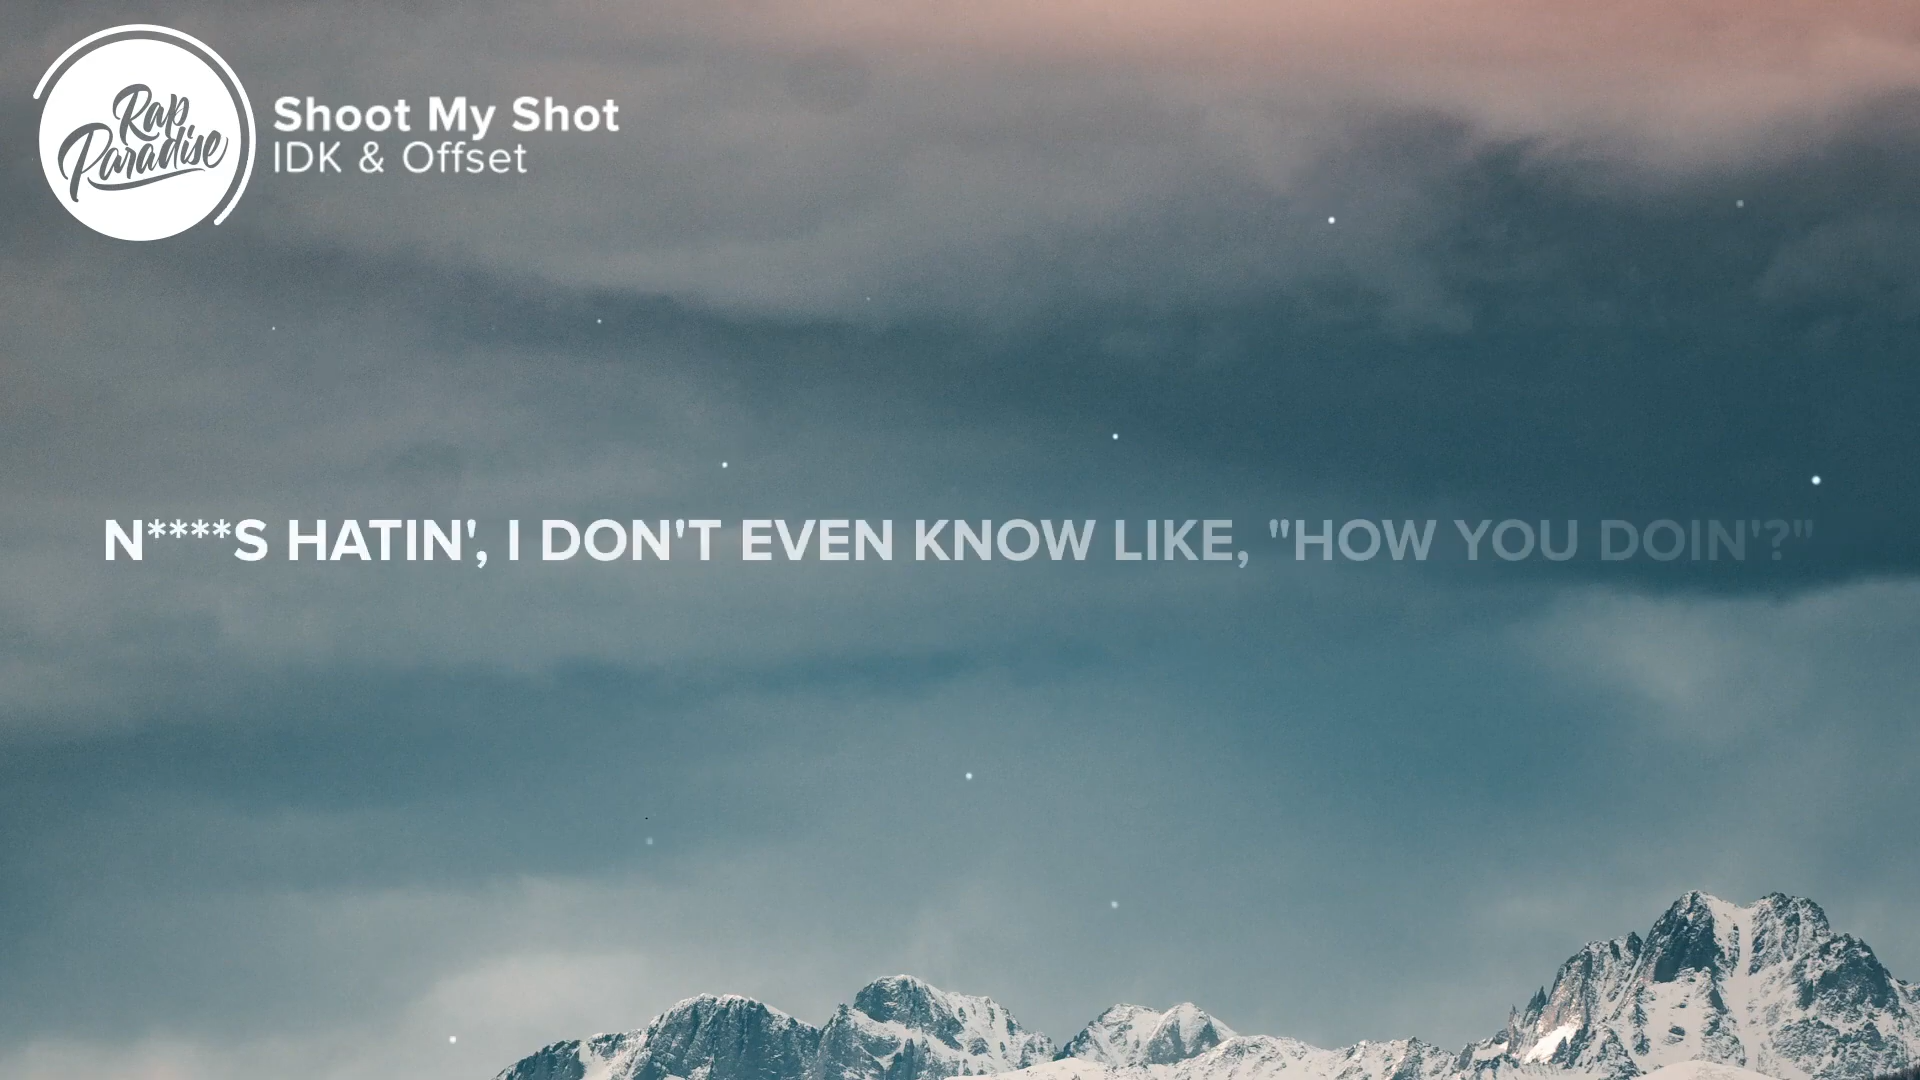 Rap
Paradise
Shoot My Shot
IDK & Offset
N****S HATIN', I DON'T EVEN KNOW LIKE, "HOW YOU DOIN'?"